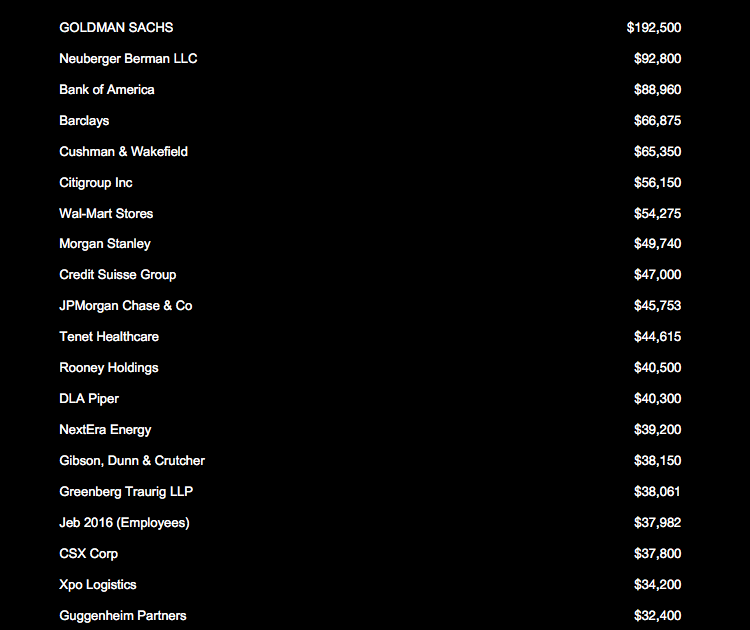 GOLDMAN SACHS $192,500
Neuberger Berman LLC $92,800
Bank of America $88,960
Barclays $66,875
Cushman & Wakefield $65,350
Citigroup Inc $56,150
Wal-Mart Stores $54,275
Morgan Stanley $49,740
Credit Suisse Group $47,000
JPMorgan Chase & Co $45,753
Tenet Healthcare $44,615
Rooney Holdings $40,500
DLA Piper $40,300
NextEra Energy $39,200
Gibson, Dunn & Crutcher $38,150
Greenberg Traurig LLP $38,061
Jeb 2016 (Employees) $37,982
CSX Corp $37,800
Xpo Logistics $34,200
Guggenheim Partners $32,400